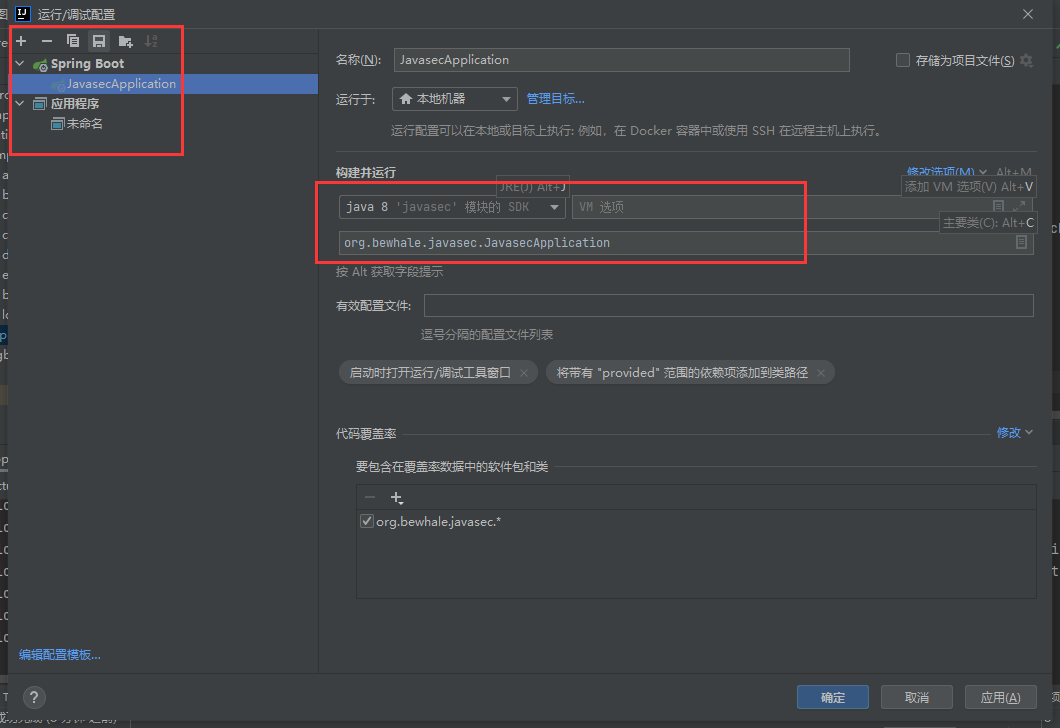 运行/调试配置
Spring Boot
JavasecApplication
应用程序
未命名
名称(N): JavasecApplication 存储为项目文件(S)
运行于: 本地机器 管理目标...
运行配置可以在本地或目标上执行: 例如，在 Docker 容器中或使用 SSH 在远程主机上执行。
构建并运行 修改选项(M) Alt+M
JRE(J) Alt+J 添加 VM 选项(V) Alt+V
java 8 'javasec' 模块的 SDK VM 选项
主要类(C): Alt+C
org.bewhale.javasec.JavasecApplication
按 Alt 获取字段提示
有效配置文件:
逗号分隔的配置文件列表
启动时打开运行/调试工具窗口 将带有 "provided" 范围的依赖项添加到类路径
代码覆盖率 修改
要包含在覆盖率数据中的软件包和类
org.bewhale.javasec.*
编辑配置模板...
? 确定 取消 应用(A)